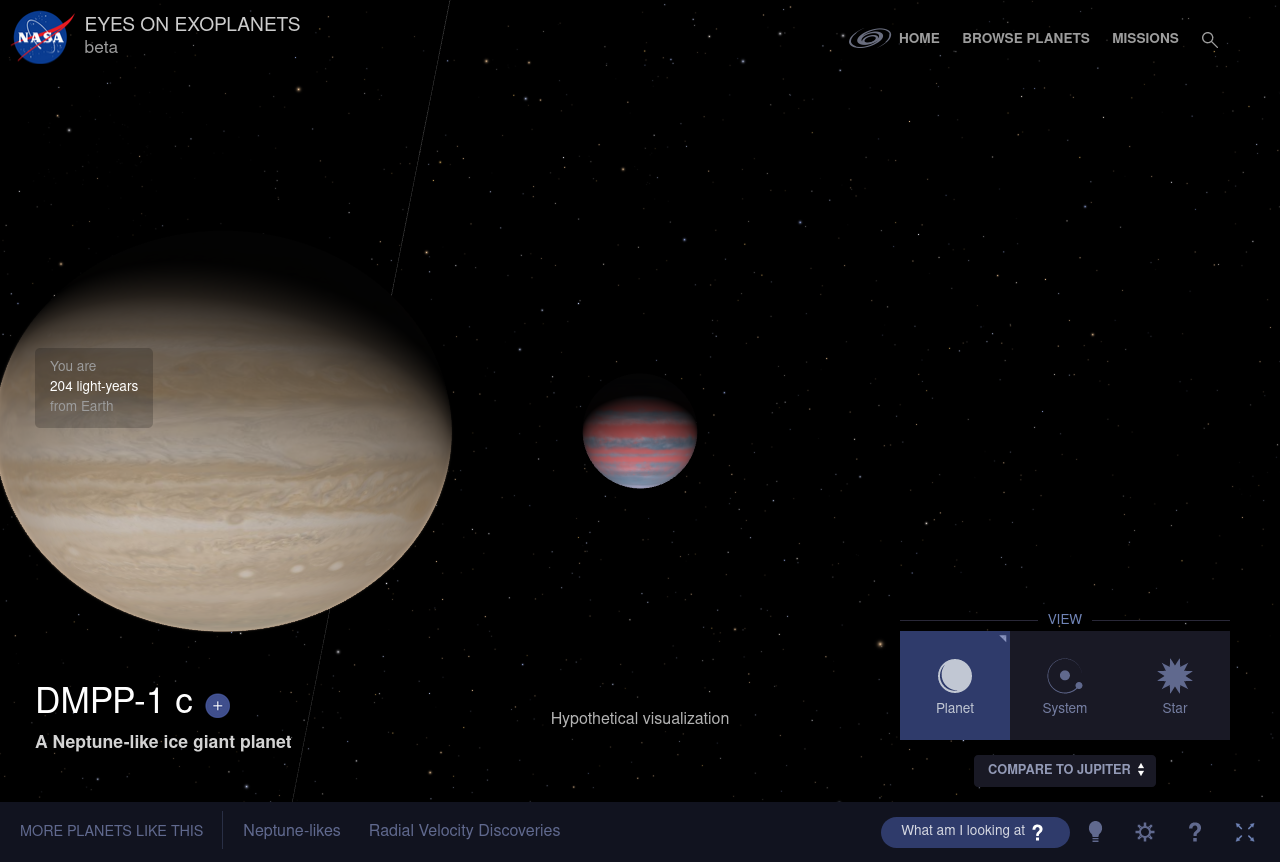 NASA
EYES ON EXOPLANETS
beta
HOME
BROWSE PLANETS
MISSIONS
You are
204 light-years
from Earth
DMPP-1 c +
A Neptune-like ice giant planet
Hypothetical visualization
VIEW
Planet
System
Star
COMPARE TO JUPITER
MORE PLANETS LIKE THIS
Neptune-likes
Radial Velocity Discoveries
What am I looking at ?
?